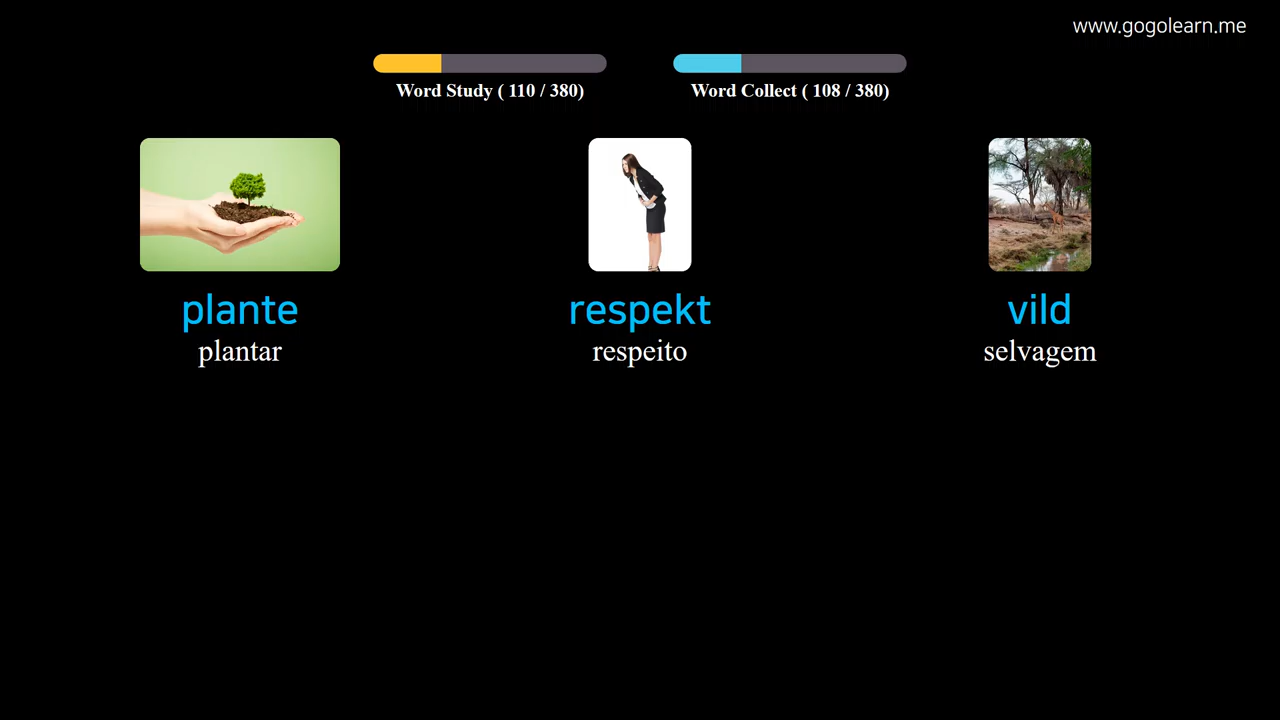 www.gogolearn.me
Word Study ( 110 / 380)
Word Collect ( 108 / 380)
plante
plantar
respekt
respeito
vild
selvagem